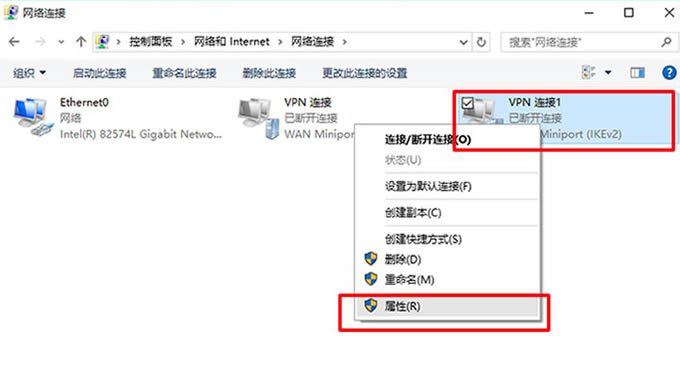 网络连接
控制面板 › 网络和 Internet › 网络连接 ›
搜索"网络连接"
组织 启动此连接 重命名此连接 删除此连接 更改此连接的设置
Ethernet0
网络
Intel(R) 82574L Gigabit Netwo...
VPN 连接
已断开连接
WAN Minipor
VPN 连接1
已断开连接
Miniport (IKEv2)
连接/断开连接(O)
状态(U)
设置为默认连接(F)
创建副本(C)
创建快捷方式(S)
删除(D)
重命名(M)
属性(R)